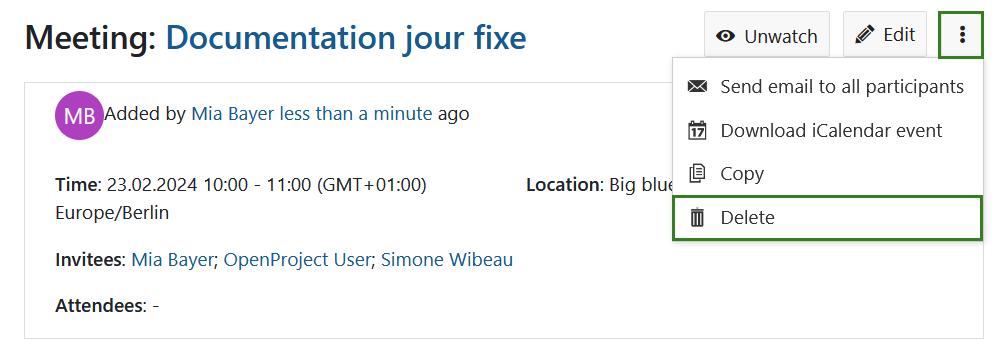 Meeting: Documentation jour fixe
Unwatch
Edit
Send email to all participants
17 Download iCalendar event
Copy
Delete
MB Added by Mia Bayer less than a minute ago
Time: 23.02.2024 10:00 - 11:00 (GMT+01:00)
Europe/Berlin
Location: Big blue
Invitees: Mia Bayer; OpenProject User; Simone Wibeau
Attendees: -